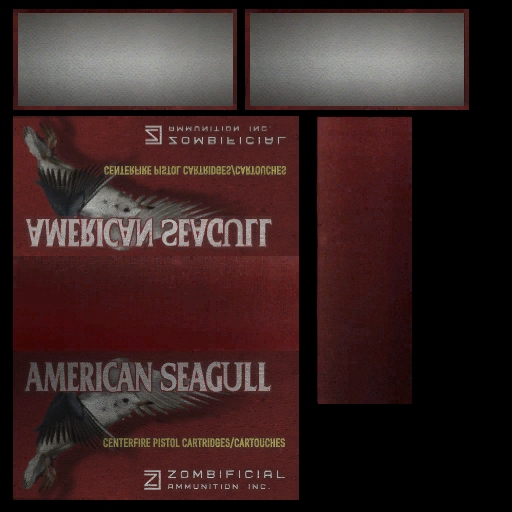 AMMUNITION INC.
ZOMBIFICIAL
CENTERFIRE PISTOL CARTRIDGES/CARTOUCHES
AMERICAN SEAGULL
AMERICAN SEAGULL
CENTERFIRE PISTOL CARTRIDGES/CARTOUCHES
ZOMBIFICIAL
AMMUNITION INC.